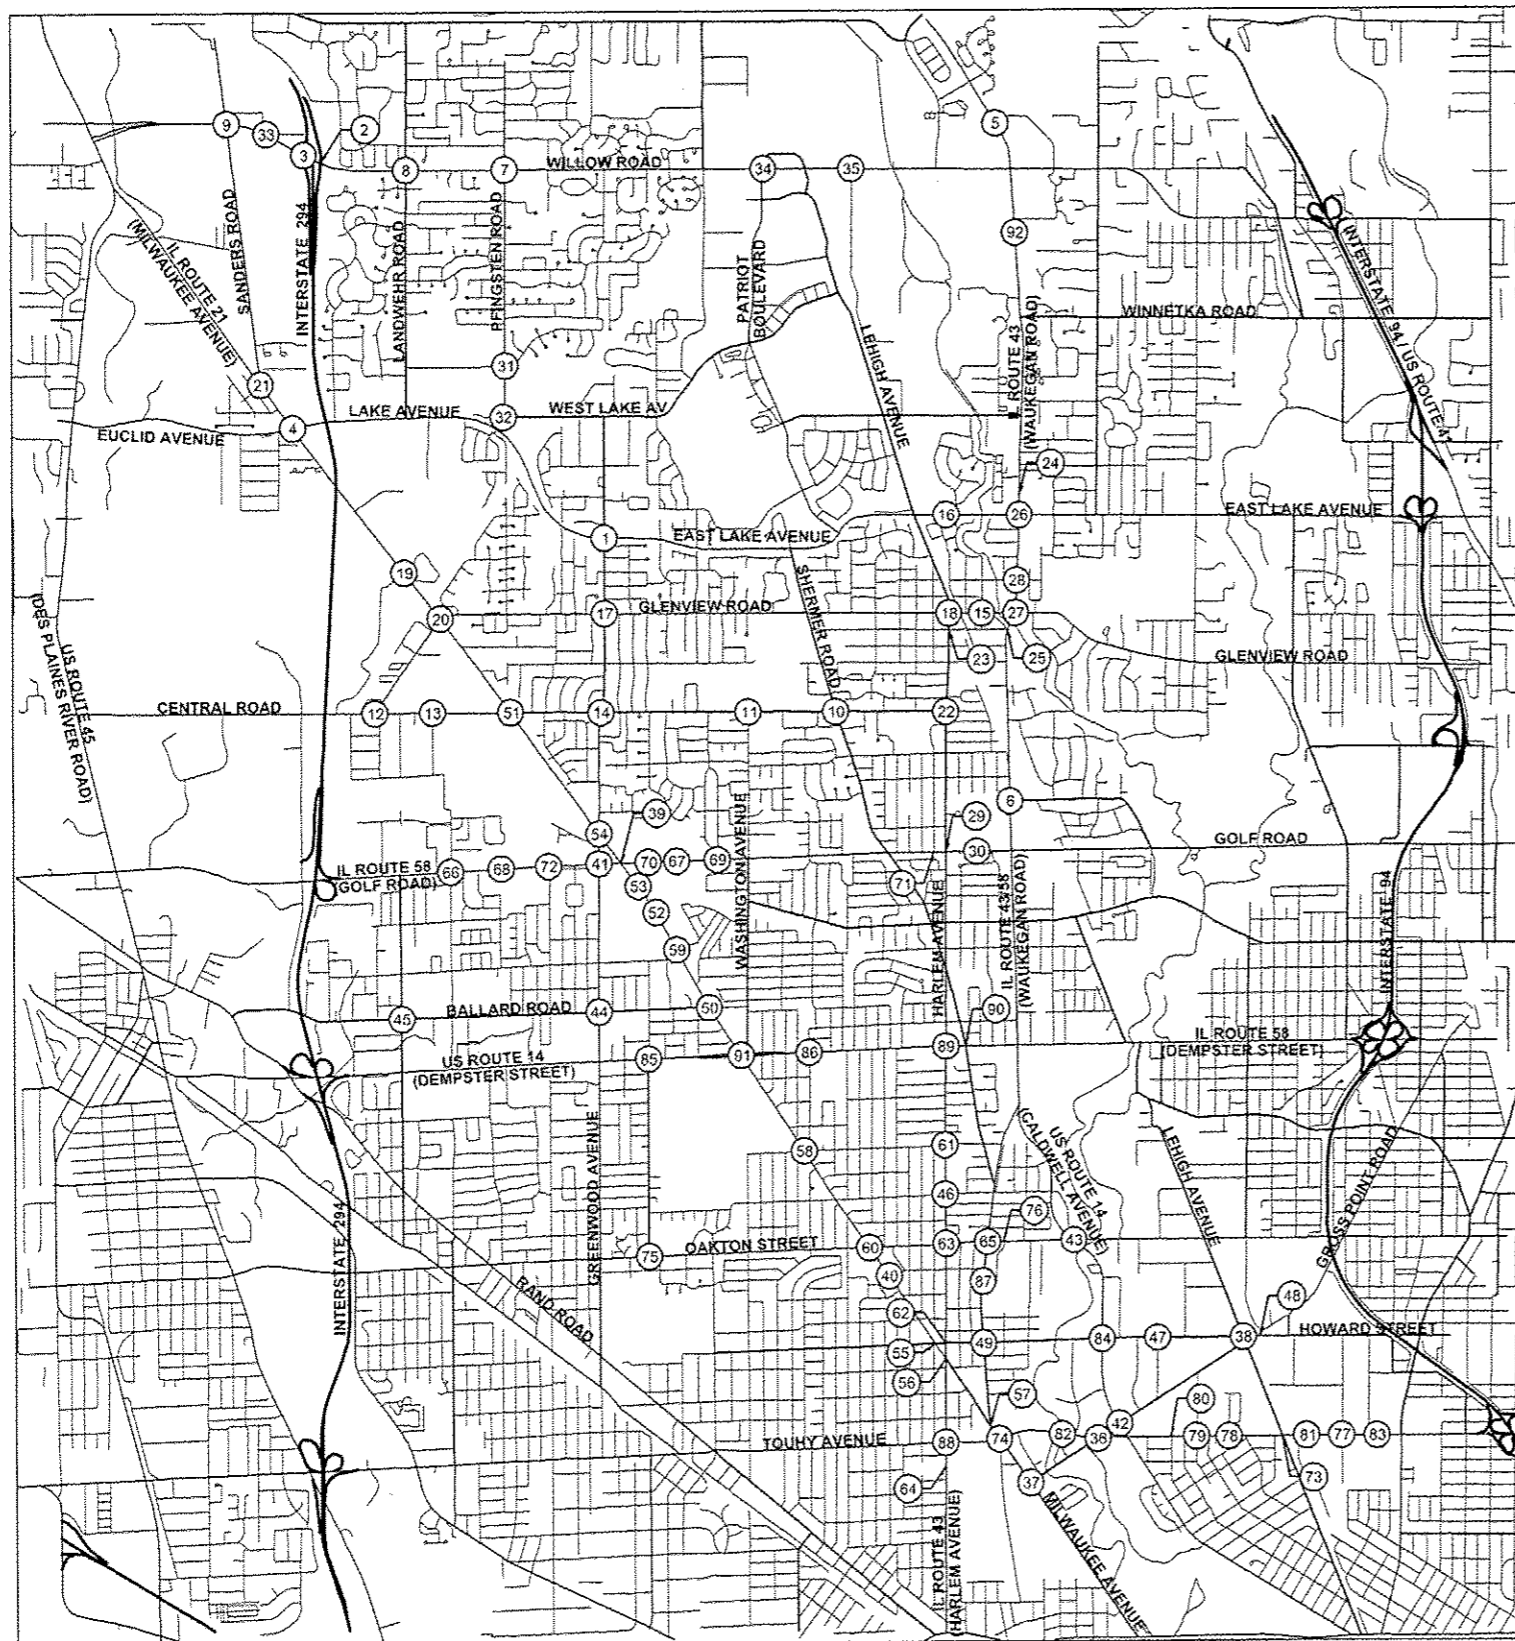 5
9
33
2
3
8
7
WILLOW ROAD
34
35
SANDERS ROAD
INTERSTATE 294
IL ROUTE 21
(MILWAUKEE AVENUE)
LANDWEHR ROAD
PFINGSTEN ROAD
PATRIOT
BOULEVARD
92
(INTERSTATE 94 / US ROUTE 41
WINNETKA ROAD
LEHIGH AVENUE
ROUTE 43
(WAUKEGAN ROAD)
31
21
LAKE AVENUE
32
WEST LAKE AV
EUCLID AVENUE
4
24
16
26
EAST LAKE AVENUE
1
EAST LAKE AVENUE
19
28
SHERMER ROAD
20
17
GLENVIEW ROAD
18
15
27
23
25
GLENVIEW ROAD
US ROUTE 45
(DES PLAINES RIVER ROAD)
CENTRAL ROAD
12
13
51
14
11
10
22
6
39
29
54
GOLF ROAD
IL ROUTE 58
(GOLF ROAD)
66
68
72
41
70
67
69
30
53
71
52
WASHINGTON AVENUE
HARLEM AVENUE
IL ROUTE 43/58
(WAUKEGAN ROAD)
INTERSTATE 94
59
BALLARD ROAD
45
44
50
90
IL ROUTE 58
(DEMPSTER STREET)
US ROUTE 14
(DEMPSTER STREET)
85
91
86
89
GREENWOOD AVENUE
58
61
US ROUTE 14
(CALDWELL AVENUE)
LEHIGH AVENUE
GROSS POINT ROAD
46
76
INTERSTATE 294
75
OAKTON STREET
60
63
65
43
40
87
RAND ROAD
62
48
55
49
84
47
38
HOWARD STREET
56
57
80
42
TOUHY AVENUE
88
74
82
36
79
78
81
77
83
64
37
73
IL ROUTE 43
(HARLEM AVENUE)
MILWAUKEE AVENUE